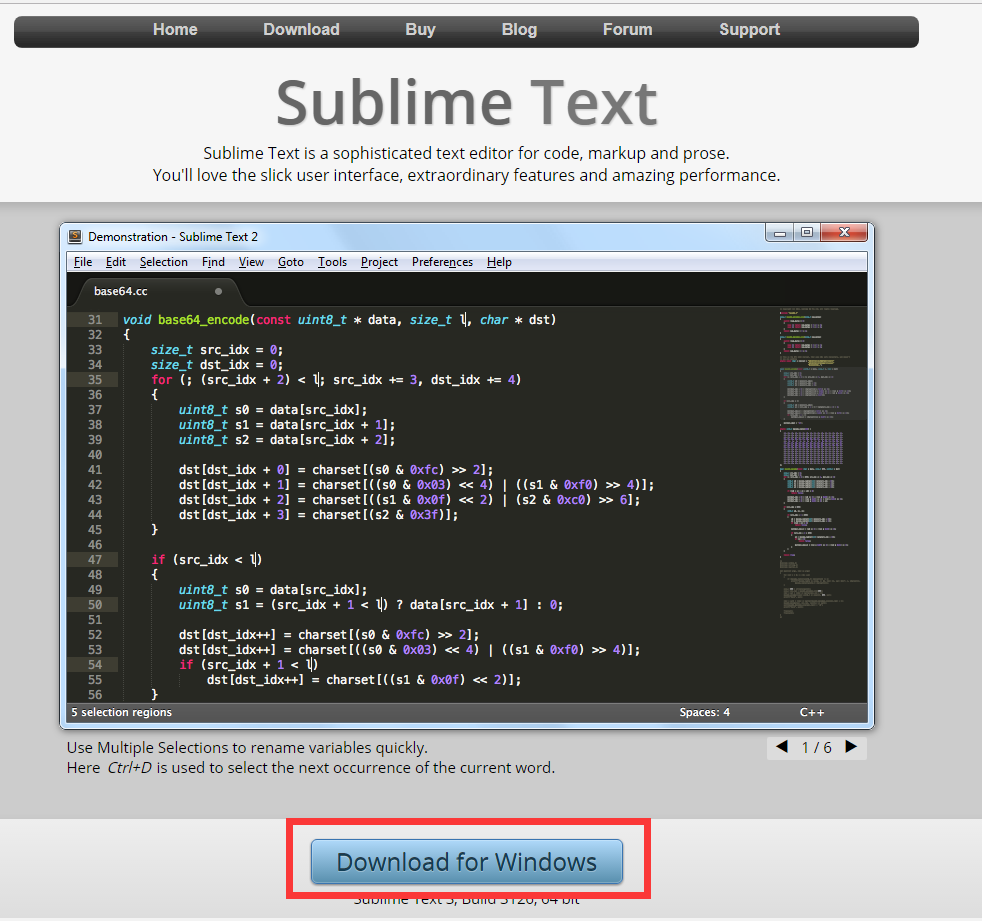 Home Download Buy Blog Forum Support
Sublime Text
Sublime Text is a sophisticated text editor for code, markup and prose.
You'll love the slick user interface, extraordinary features and amazing performance.
Demonstration - Sublime Text 2
File Edit Selection Find View Goto Tools Project Preferences Help
base64.cc
31 void base64_encode(const uint8_t * data, size_t l, char * dst)
32 {
33 size_t src_idx = 0;
34 size_t dst_idx = 0;
35 for (; (src_idx + 2) < l; src_idx += 3, dst_idx += 4)
36 {
37 uint8_t s0 = data[src_idx];
38 uint8_t s1 = data[src_idx + 1];
39 uint8_t s2 = data[src_idx + 2];
40
41 dst[dst_idx + 0] = charset[(s0 & 0xfc) >> 2];
42 dst[dst_idx + 1] = charset[((s0 & 0x03) << 4) | ((s1 & 0xf0) >> 4)];
43 dst[dst_idx + 2] = charset[((s1 & 0x0f) << 2) | (s2 & 0xc0) >> 6];
44 dst[dst_idx + 3] = charset[(s2 & 0x3f)];
45 }
46
47 if (src_idx < l)
48 {
49 uint8_t s0 = data[src_idx];
50 uint8_t s1 = (src_idx + 1 < l) ? data[src_idx + 1] : 0;
51
52 dst[dst_idx++] = charset[(s0 & 0xfc) >> 2];
53 dst[dst_idx++] = charset[((s0 & 0x03) << 4) | ((s1 & 0xf0) >> 4)];
54 if (src_idx + 1 < l)
55 dst[dst_idx++] = charset[((s1 & 0x0f) << 2)];
56 }
5 selection regions Spaces: 4 C++
Use Multiple Selections to rename variables quickly.
Here Ctrl+D is used to select the next occurrence of the current word.
1 / 6
Download for Windows
Sublime Text 3, Build 3126, 64 bit